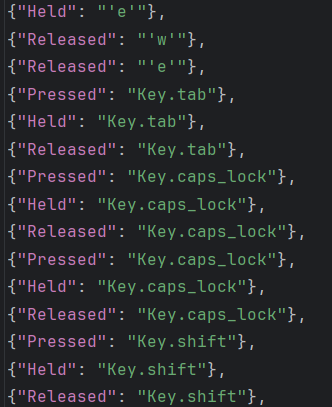 {"Held": "'e'"},
{"Released": "'w'"},
{"Released": "'e'"},
{"Pressed": "Key.tab"},
{"Held": "Key.tab"},
{"Released": "Key.tab"},
{"Pressed": "Key.caps_lock"},
{"Held": "Key.caps_lock"},
{"Released": "Key.caps_lock"},
{"Pressed": "Key.caps_lock"},
{"Held": "Key.caps_lock"},
{"Released": "Key.caps_lock"},
{"Pressed": "Key.shift"},
{"Held": "Key.shift"},
{"Released": "Key.shift"},